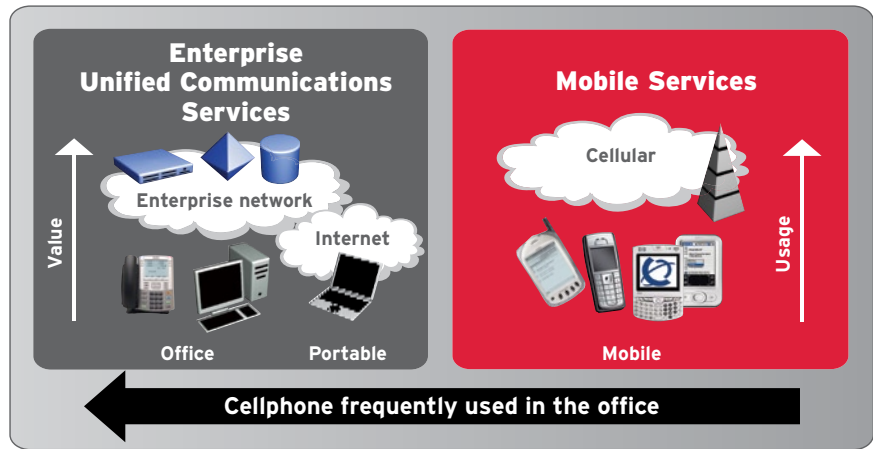 Enterprise
Unified Communications
Services
Value
Enterprise network
Internet
Office
Portable
Mobile Services
Cellular
Usage
Mobile
Cellphone frequently used in the office